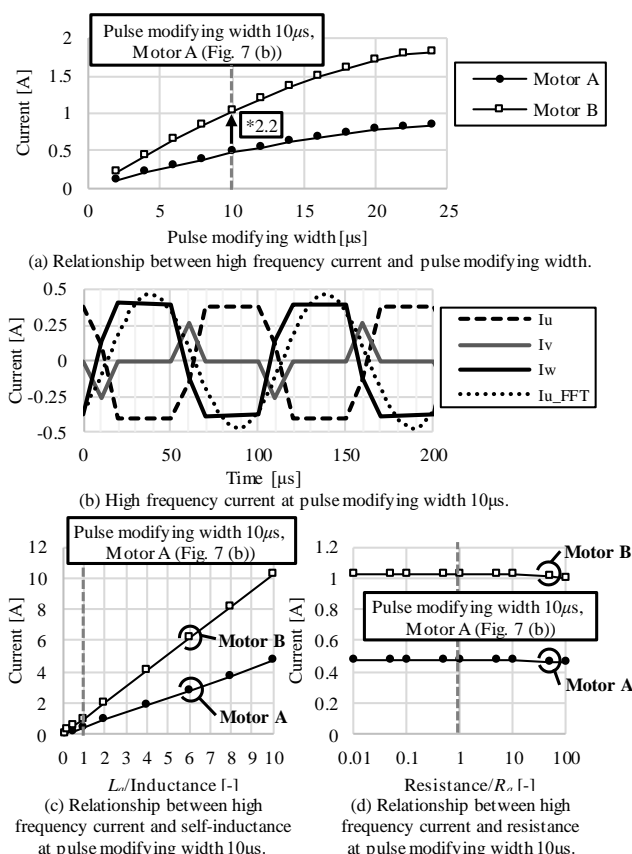 Pulse modifying width 10μs,
Motor A (Fig. 7 (b))
2
1.5
1
0.5
0
Current [A]
*2.2
Motor A
Motor B
0 5 10 15 20 25
Pulse modifying width [μs]
(a) Relationship between high frequency current and pulse modifying width.
0.5
0.25
0
-0.25
-0.5
Current [A]
Iu
Iv
Iw
Iu_FFT
0 50 100 150 200
Time [μs]
(b) High frequency current at pulse modifying width 10μs.
Pulse modifying width 10μs,
Motor A (Fig. 7 (b))
12
10
8
6
4
2
0
Current [A]
Motor B
Motor A
0 1 2 3 4 5 6 7 8 9 10
/Inductance [-]
(c) Relationship between high
frequency current and self-inductance
at pulse modifying width 10μs.
1.2
1
0.8
0.6
0.4
0.2
0
Current [A]
Motor B
Pulse modifying width 10μs,
Motor A (Fig. 7 (b))
Motor A
0.01 0.1 1 10 100
Resistance/Ra [-]
(d) Relationship between high
frequency current and resistance
at pulse modifying width 10μs.